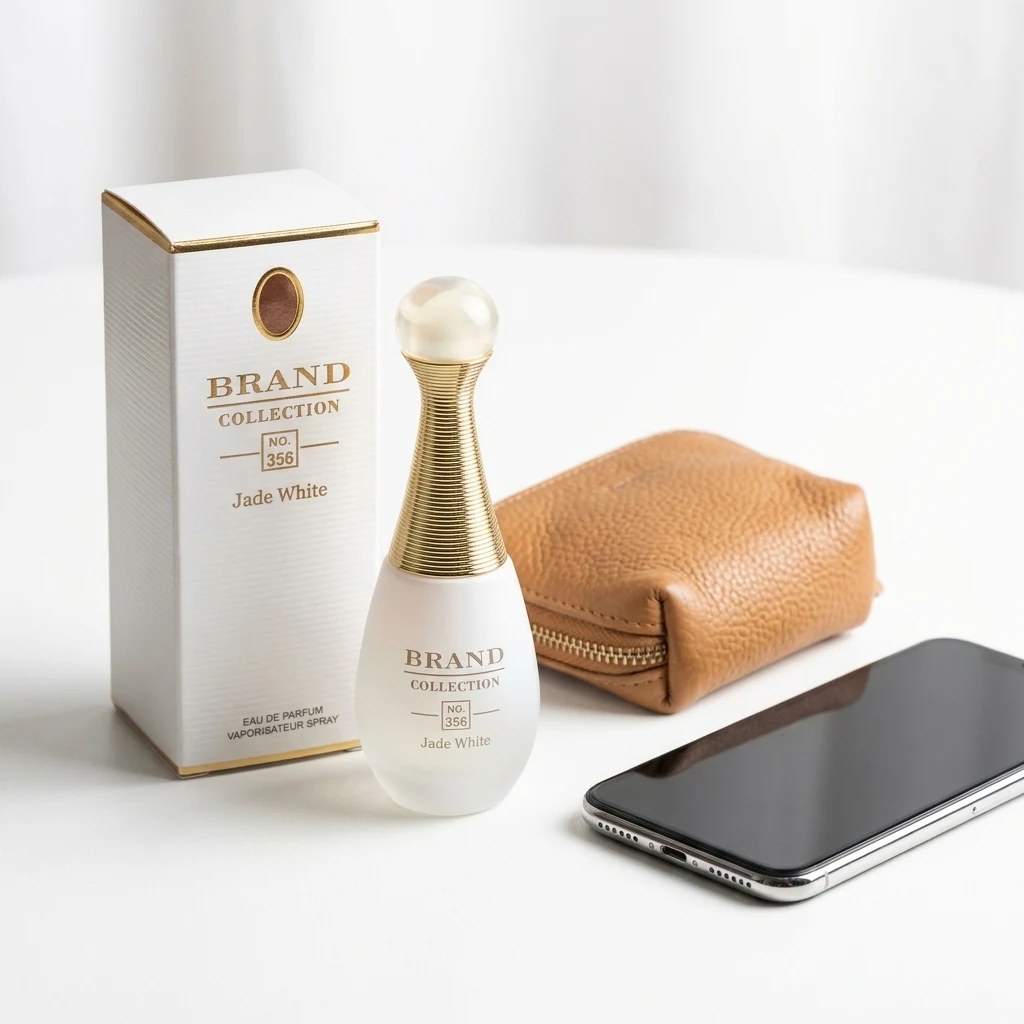 BRAND
COLLECTION
NO.
356
Jade White
EAU DE PARFUM
VAPORISATEUR SPRAY
BRAND
COLLECTION
NO.
356
Jade White